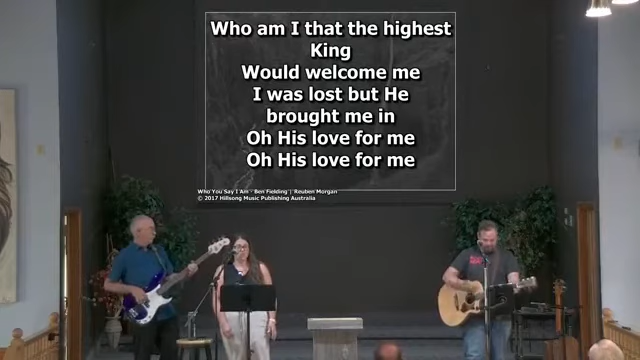 Who am I that the highest
King
Would welcome me
I was lost but He
brought me in
Oh His love for me
Oh His love for me
Who You Say I Am - Ben Fielding | Reuben Morgan
© 2017 Hillsong Music Publishing Australia